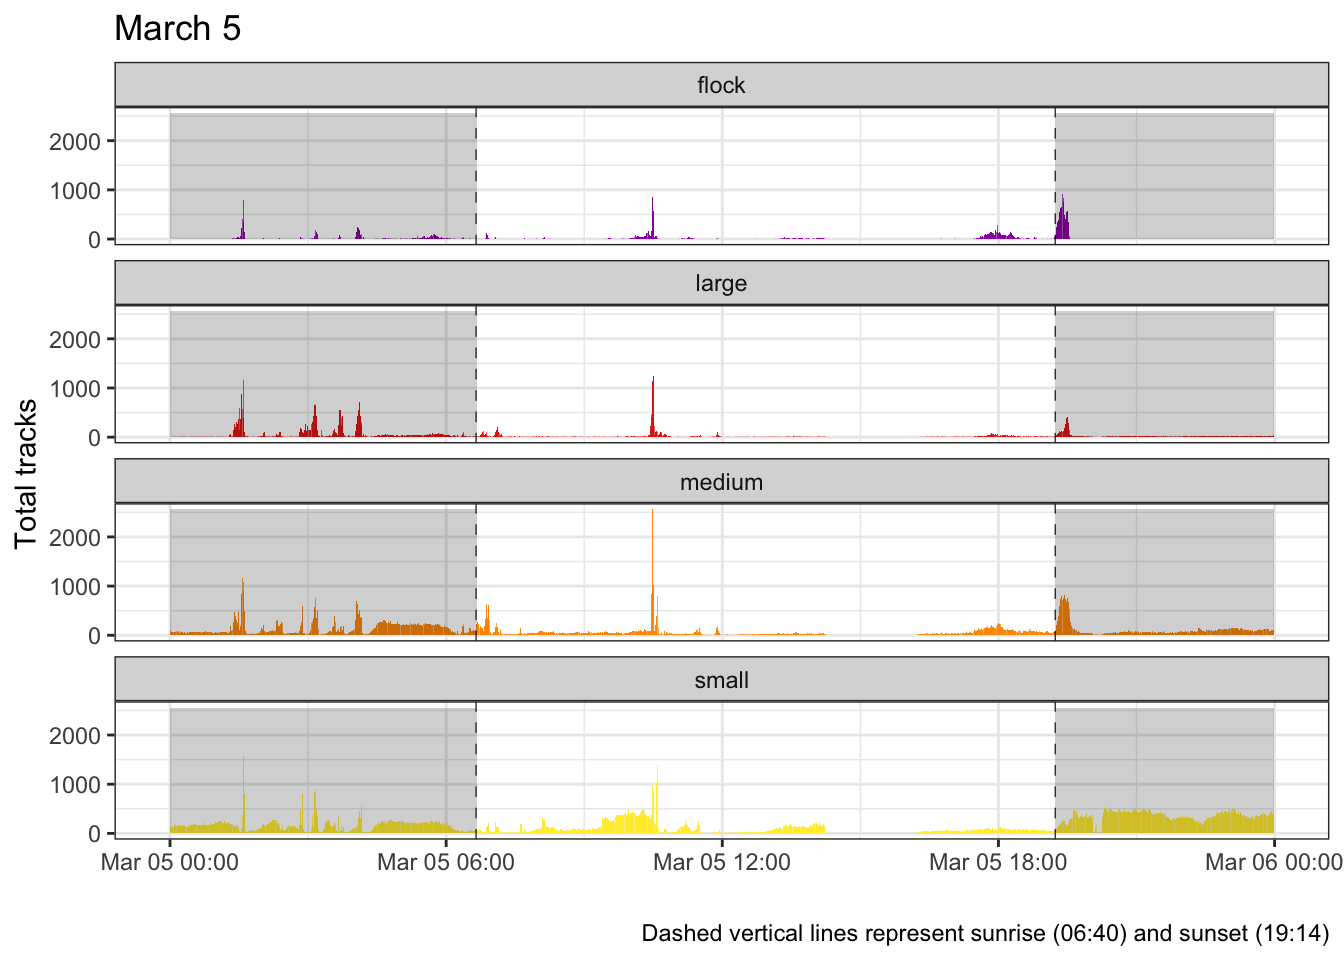 March 5
flock
2000
1000
0
large
2000
1000
0
medium
2000
1000
0
small
2000
1000
0
Total tracks
Mar 05 00:00 Mar 05 06:00 Mar 05 12:00 Mar 05 18:00 Mar 06 00:00
Dashed vertical lines represent sunrise (06:40) and sunset (19:14)